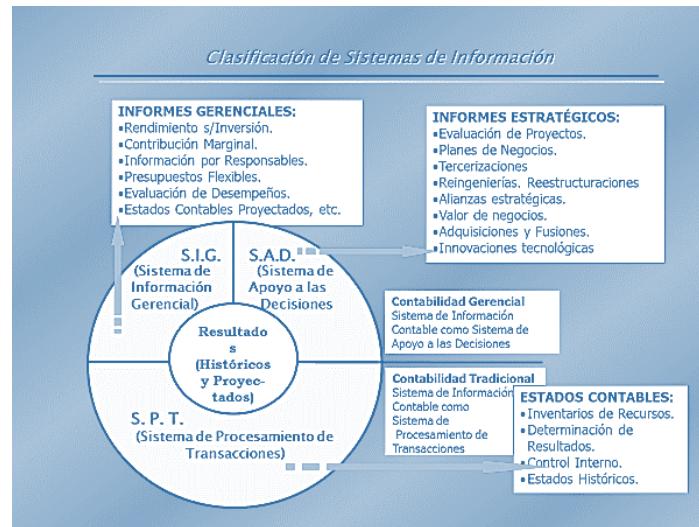 Clasificación de Sistemas de Información
INFORMES GERENCIALES:
▪Rendimiento s/Inversión.
▪Contribución Marginal.
▪Información por Responsables.
▪Presupuestos Flexibles.
▪Evaluación de Desempeños.
▪Estados Contables Proyectados, etc.
INFORMES ESTRATÉGICOS:
▪Evaluación de Proyectos.
▪Planes de Negocios.
▪Tercerizaciones
▪Reingenierías. Reestructuraciones
▪Alianzas estratégicas.
▪Valor de negocios.
▪Adquisiciones y Fusiones.
▪Innovaciones tecnológicas
S.I.G.
(Sistema de
Información
Gerencial)
S.A.D.
(Sistema de
Apoyo a las
Decisiones
Resultado
s
(Históricos
y Proyec-
tados)
Contabilidad Gerencial
Sistema de Información
Contable como Sistema de
Apoyo a las Decisiones
Contabilidad Tradicional
Sistema de Información
Contable como
Sistema de
Procesamiento de
Transacciones
S. P. T.
(Sistema de Procesamiento de
Transacciones)
ESTADOS CONTABLES:
▪Inventarios de Recursos.
▪Determinación de
Resultados.
▪Control Interno.
▪Estados Históricos.